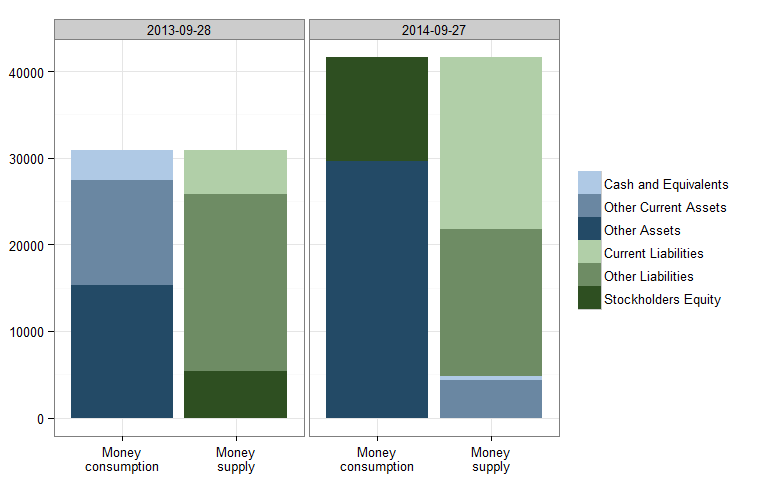 2013-09-28
2014-09-27
40000
30000
20000
10000
0
Money
consumption
Money
supply
Money
consumption
Money
supply
Cash and Equivalents
Other Current Assets
Other Assets
Current Liabilities
Other Liabilities
Stockholders Equity